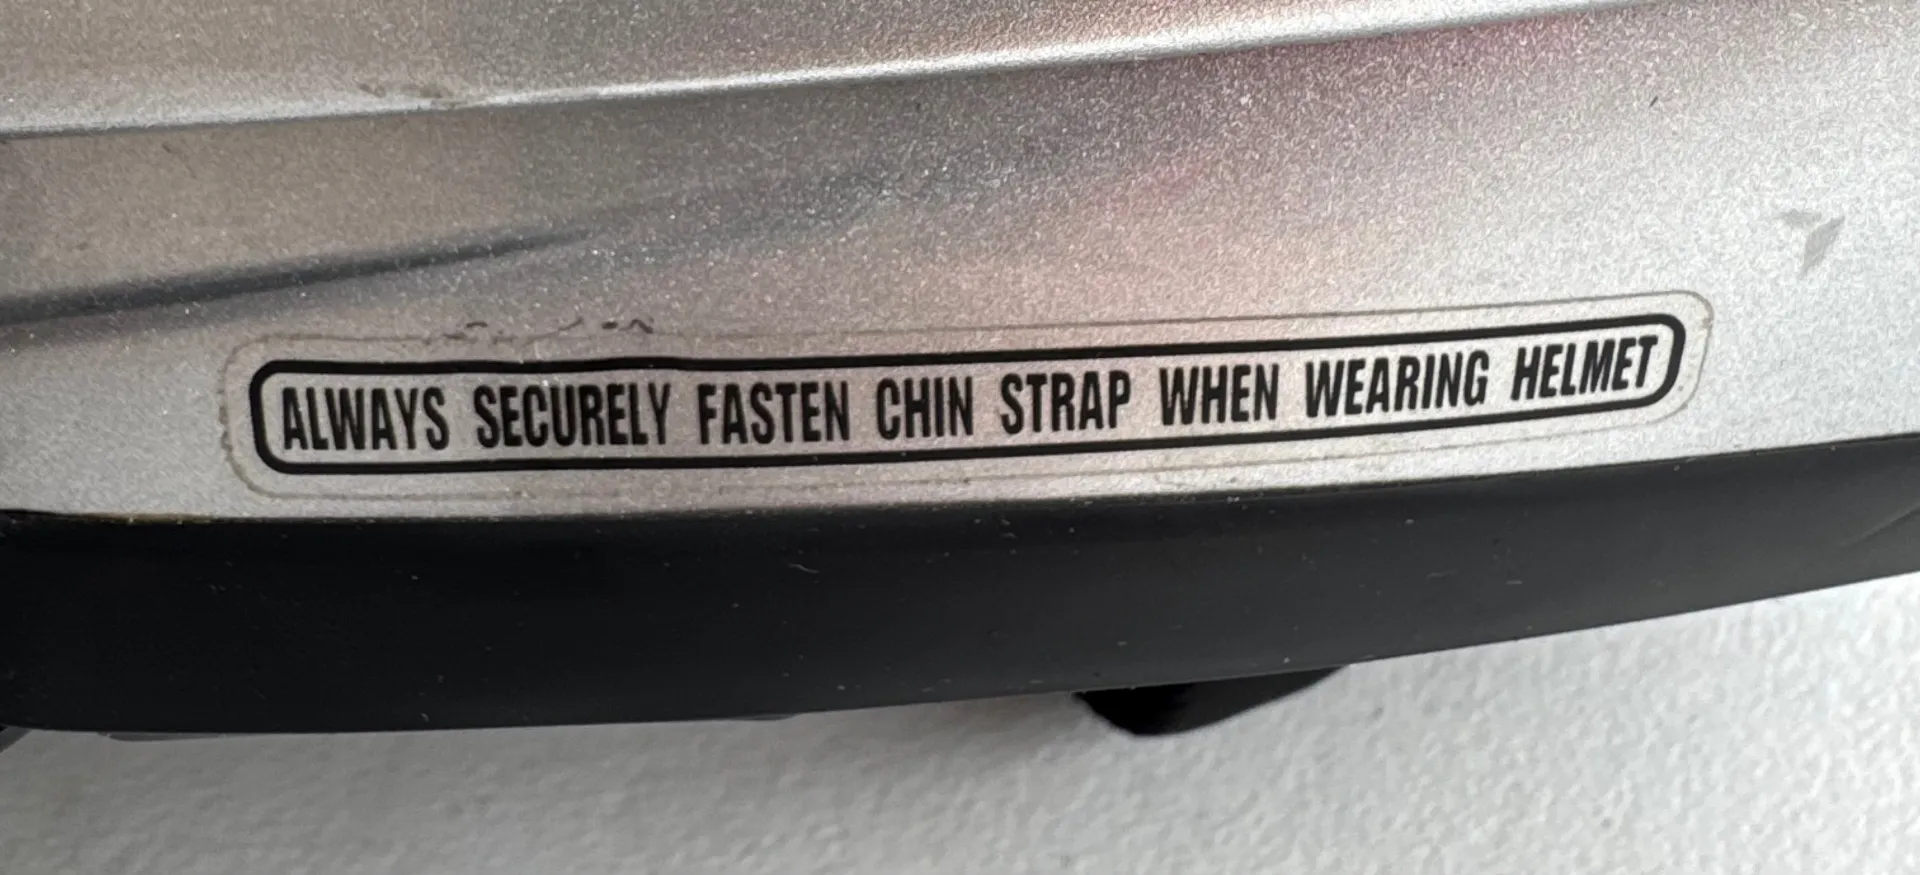 ALWAYS SECURELY FASTEN CHIN STRAP WHEN WEARING HELMET